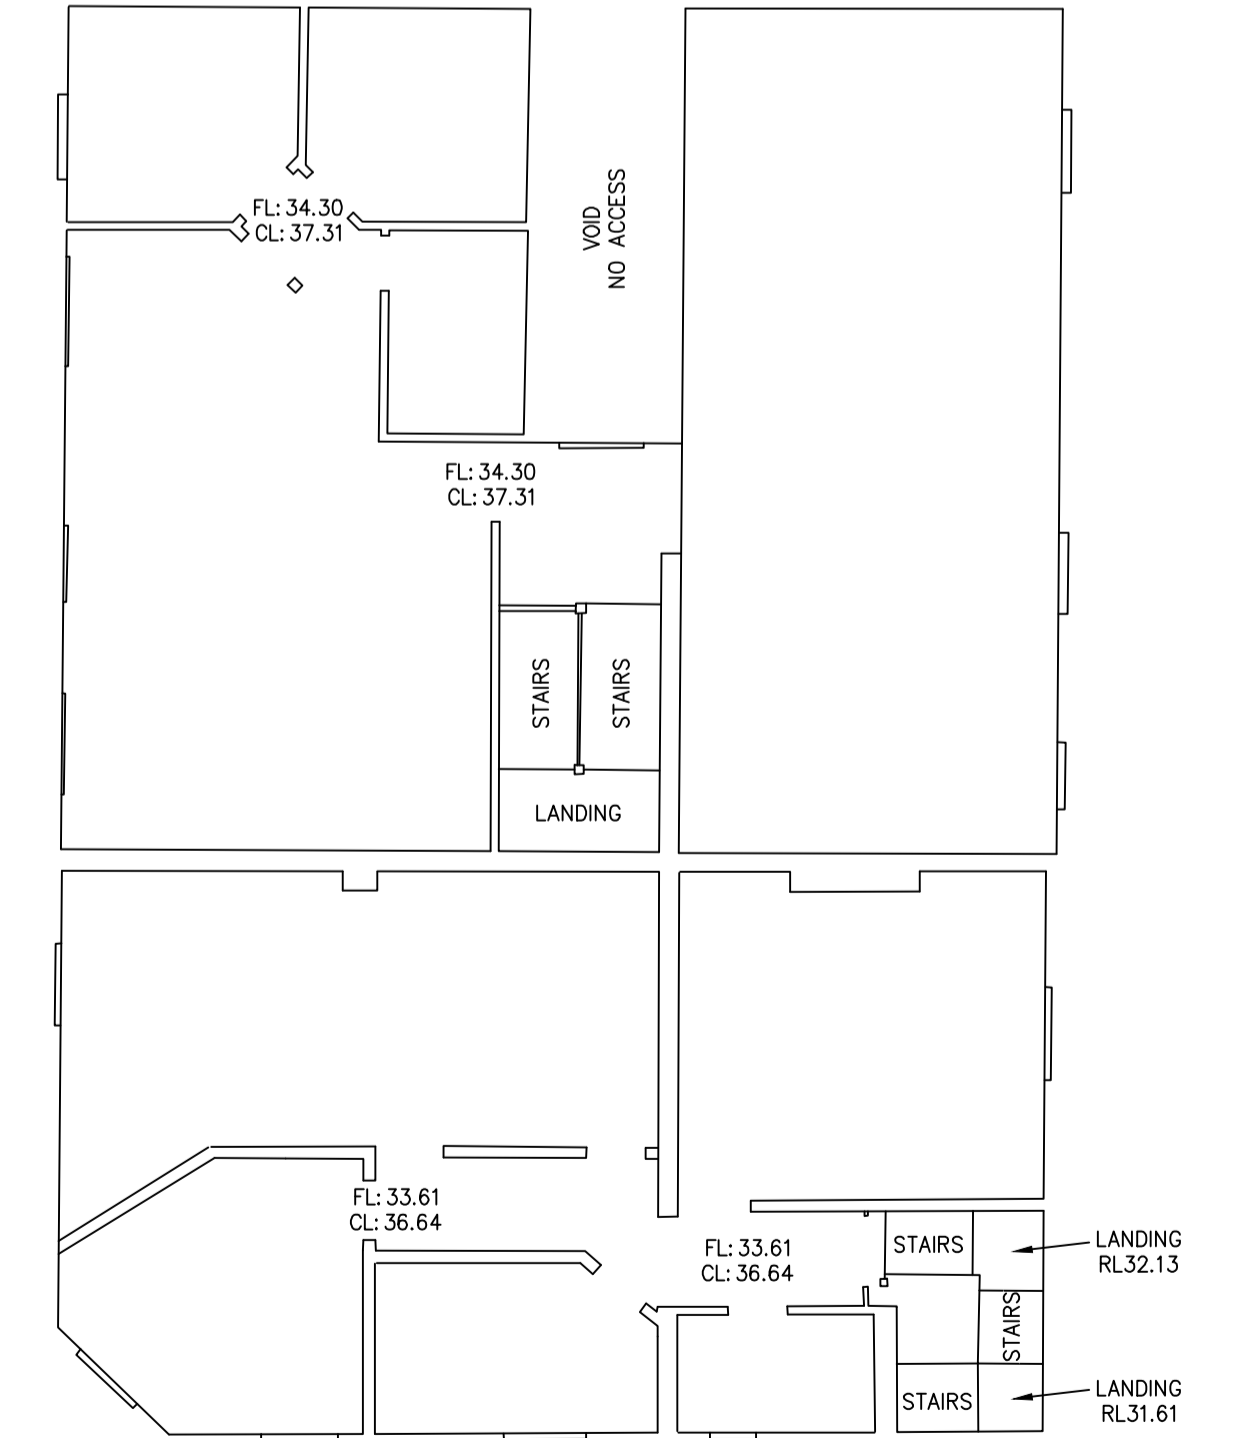 VOID
NO ACCESS
FL: 34.30
CL: 37.31
FL: 34.30
CL: 37.31
STAIRS
STAIRS
LANDING
FL: 33.61
CL: 36.64
FL: 33.61
CL: 36.64
STAIRS
LANDING
RL32.13
STAIRS
STAIRS
LANDING
RL31.61